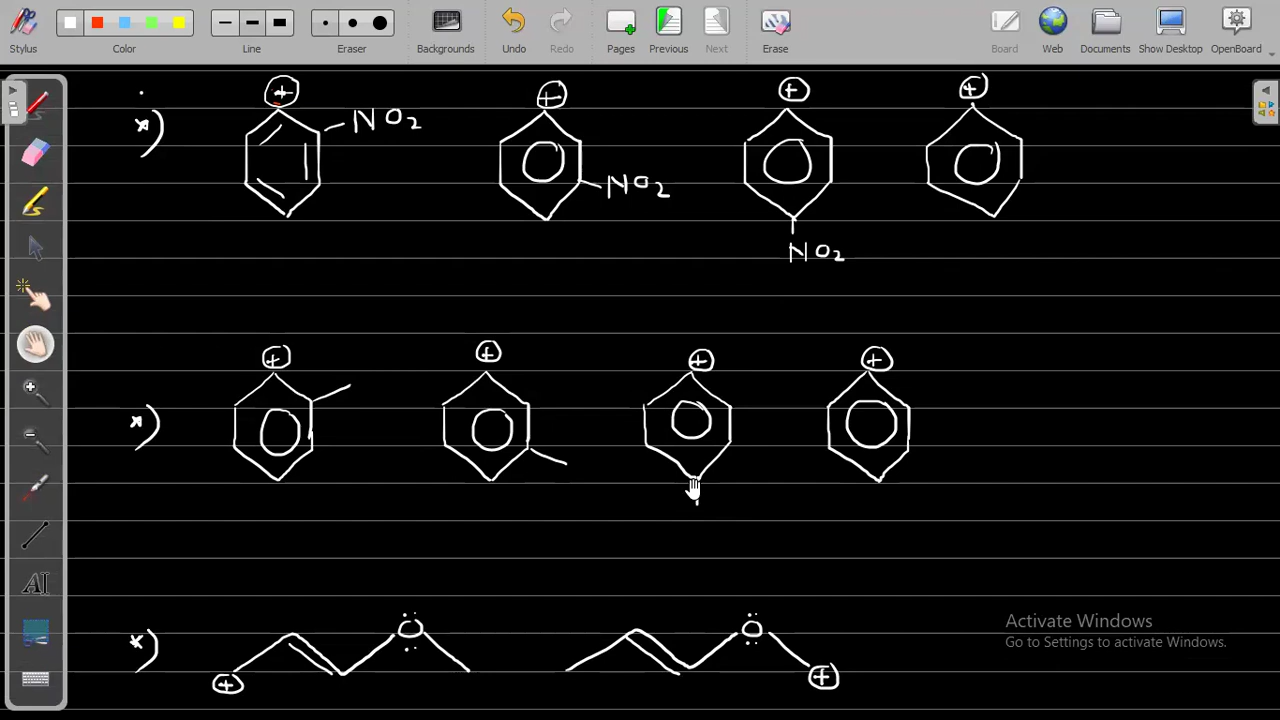 Stylus Color Line Eraser Backgrounds Undo Redo Pages Previous Next Erase Board Web Documents Show Desktop OpenBoard
*) + NO2 + NO2 + +
NO2
*) + + + +
*) O O
+ +
AI
Activate Windows
Go to Settings to activate Windows.